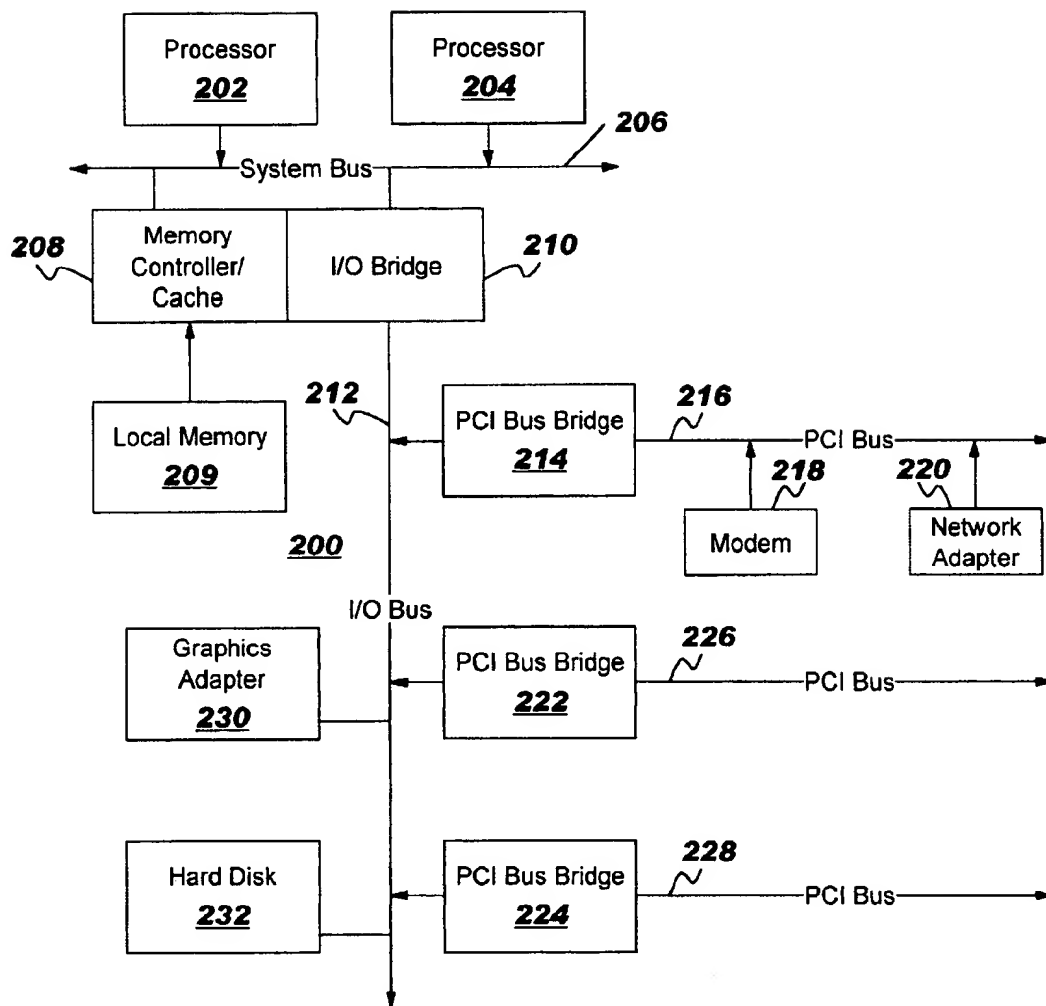 Processor
202
Processor
204
206
System Bus
208
Memory
Controller/
Cache
I/O Bridge
210
212
Local Memory
209
PCI Bus Bridge
214
216
PCI Bus
218
Modem
220
Network
Adapter
200
I/O Bus
Graphics
Adapter
230
PCI Bus Bridge
222
226
PCI Bus
Hard Disk
232
PCI Bus Bridge
224
228
PCI Bus